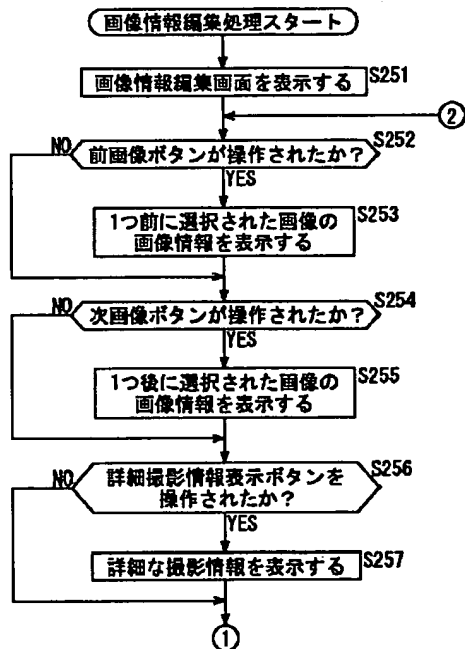 画像情報編集処理スタート
画像情報編集画面を表示する
S251
②
前画像ボタンが操作されたか?
S252
NO
YES
1つ前に選択された画像の
画像情報を表示する
S253
次画像ボタンが操作されたか?
S254
NO
YES
1つ後に選択された画像の
画像情報を表示する
S255
詳細撮影情報表示ボタンを
操作されたか?
S256
NO
YES
詳細な撮影情報を表示する
S257
①